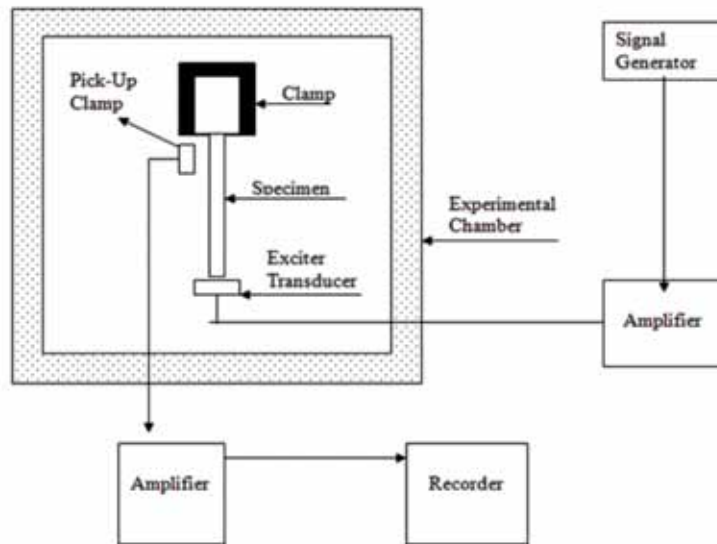 Signal
Generator
Pick-Up
Clamp
Clamp
Specimen
Experimental
Chamber
Exciter
Transducer
Amplifier
Amplifier
Recorder